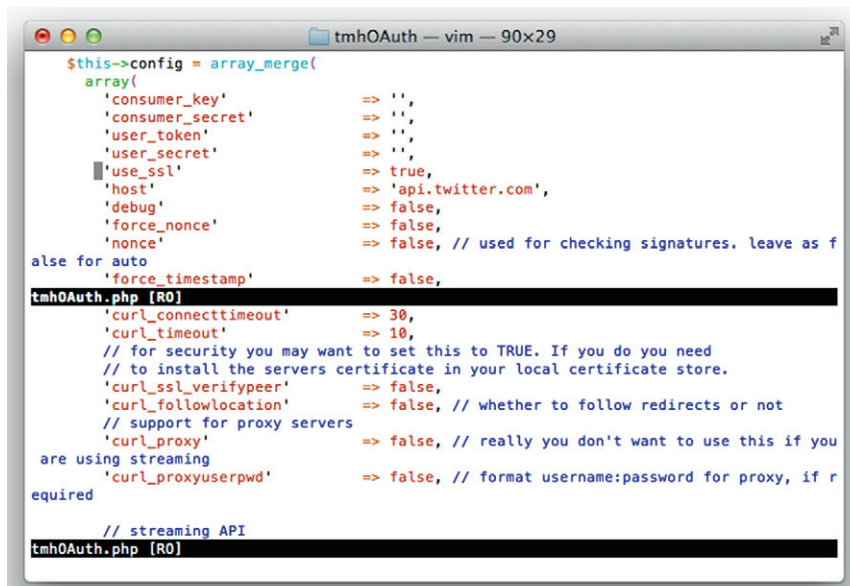 tmhOAuth — vim — 90×29
$this->config = array_merge(
array(
'consumer_key' => '',
'consumer_secret' => '',
'user_token' => '',
'user_secret' => '',
'use_ssl' => true,
'host' => 'api.twitter.com',
'debug' => false,
'force_nonce' => false,
'nonce' => false, // used for checking signatures. leave as f
alse for auto
'force_timestamp' => false,
tmhOAuth.php [RO]
'curl_connecttimeout' => 30,
'curl_timeout' => 10,
// for security you may want to set this to TRUE. If you do you need
// to install the servers certificate in your local certificate store.
'curl_ssl_verifypeer' => false,
'curl_followlocation' => false, // whether to follow redirects or not
// support for proxy servers
'curl_proxy' => false, // really you don't want to use this if you
are using streaming
'curl_proxyuserpwd' => false, // format username:password for proxy, if r
equired
// streaming API
tmhOAuth.php [RO]